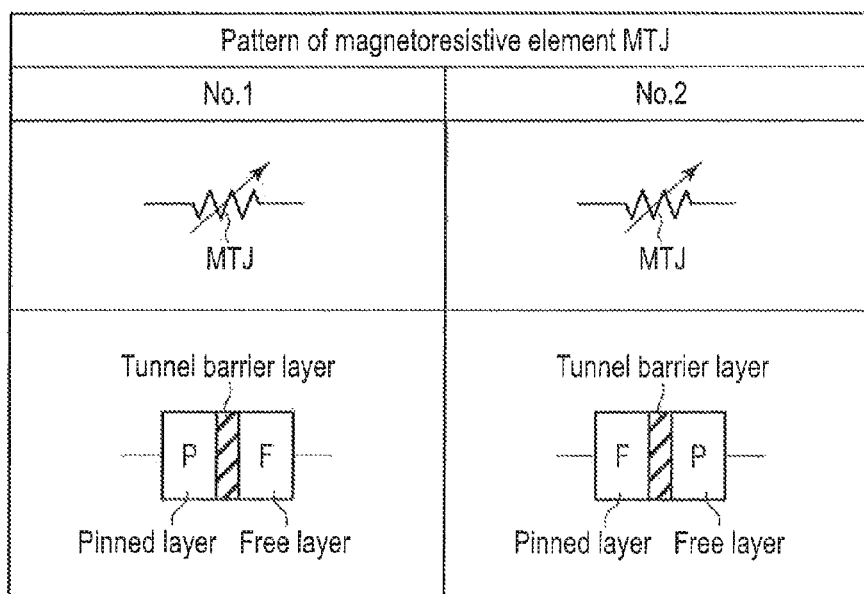 Pattern of magnetoresistive element MTJ
No.1 No.2
MTJ MTJ
Tunnel barrier layer Tunnel barrier layer
P F F P
Pinned layer Free layer Pinned layer Free layer